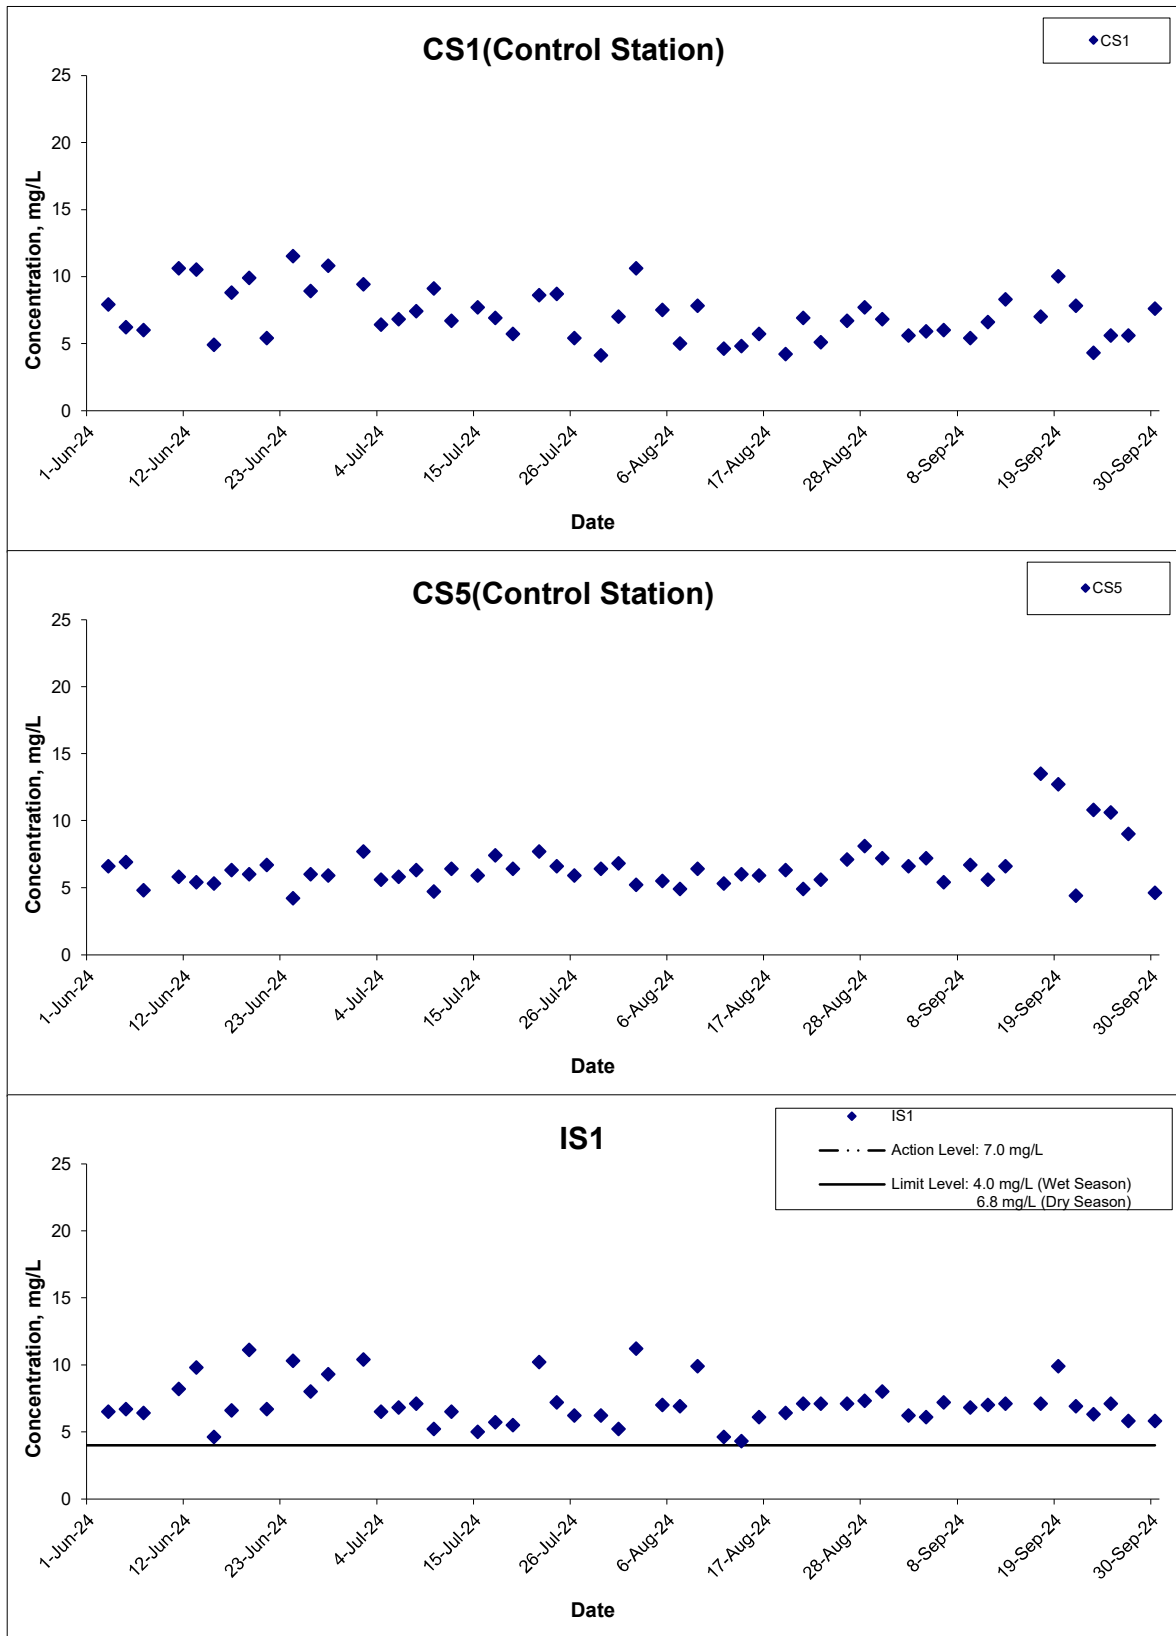 CS1(Control Station)
CS1
Concentration, mg/L
25
20
15
10
5
0
1-Jun-24
12-Jun-24
23-Jun-24
4-Jul-24
15-Jul-24
26-Jul-24
6-Aug-24
17-Aug-24
28-Aug-24
8-Sep-24
19-Sep-24
30-Sep-24
Date
CS5(Control Station)
CS5
Concentration, mg/L
25
20
15
10
5
0
1-Jun-24
12-Jun-24
23-Jun-24
4-Jul-24
15-Jul-24
26-Jul-24
6-Aug-24
17-Aug-24
28-Aug-24
8-Sep-24
19-Sep-24
30-Sep-24
Date
IS1
IS1
Action Level: 7.0 mg/L
Limit Level: 4.0 mg/L (Wet Season)
6.8 mg/L (Dry Season)
Concentration, mg/L
25
20
15
10
5
0
1-Jun-24
12-Jun-24
23-Jun-24
4-Jul-24
15-Jul-24
26-Jul-24
6-Aug-24
17-Aug-24
28-Aug-24
8-Sep-24
19-Sep-24
30-Sep-24
Date